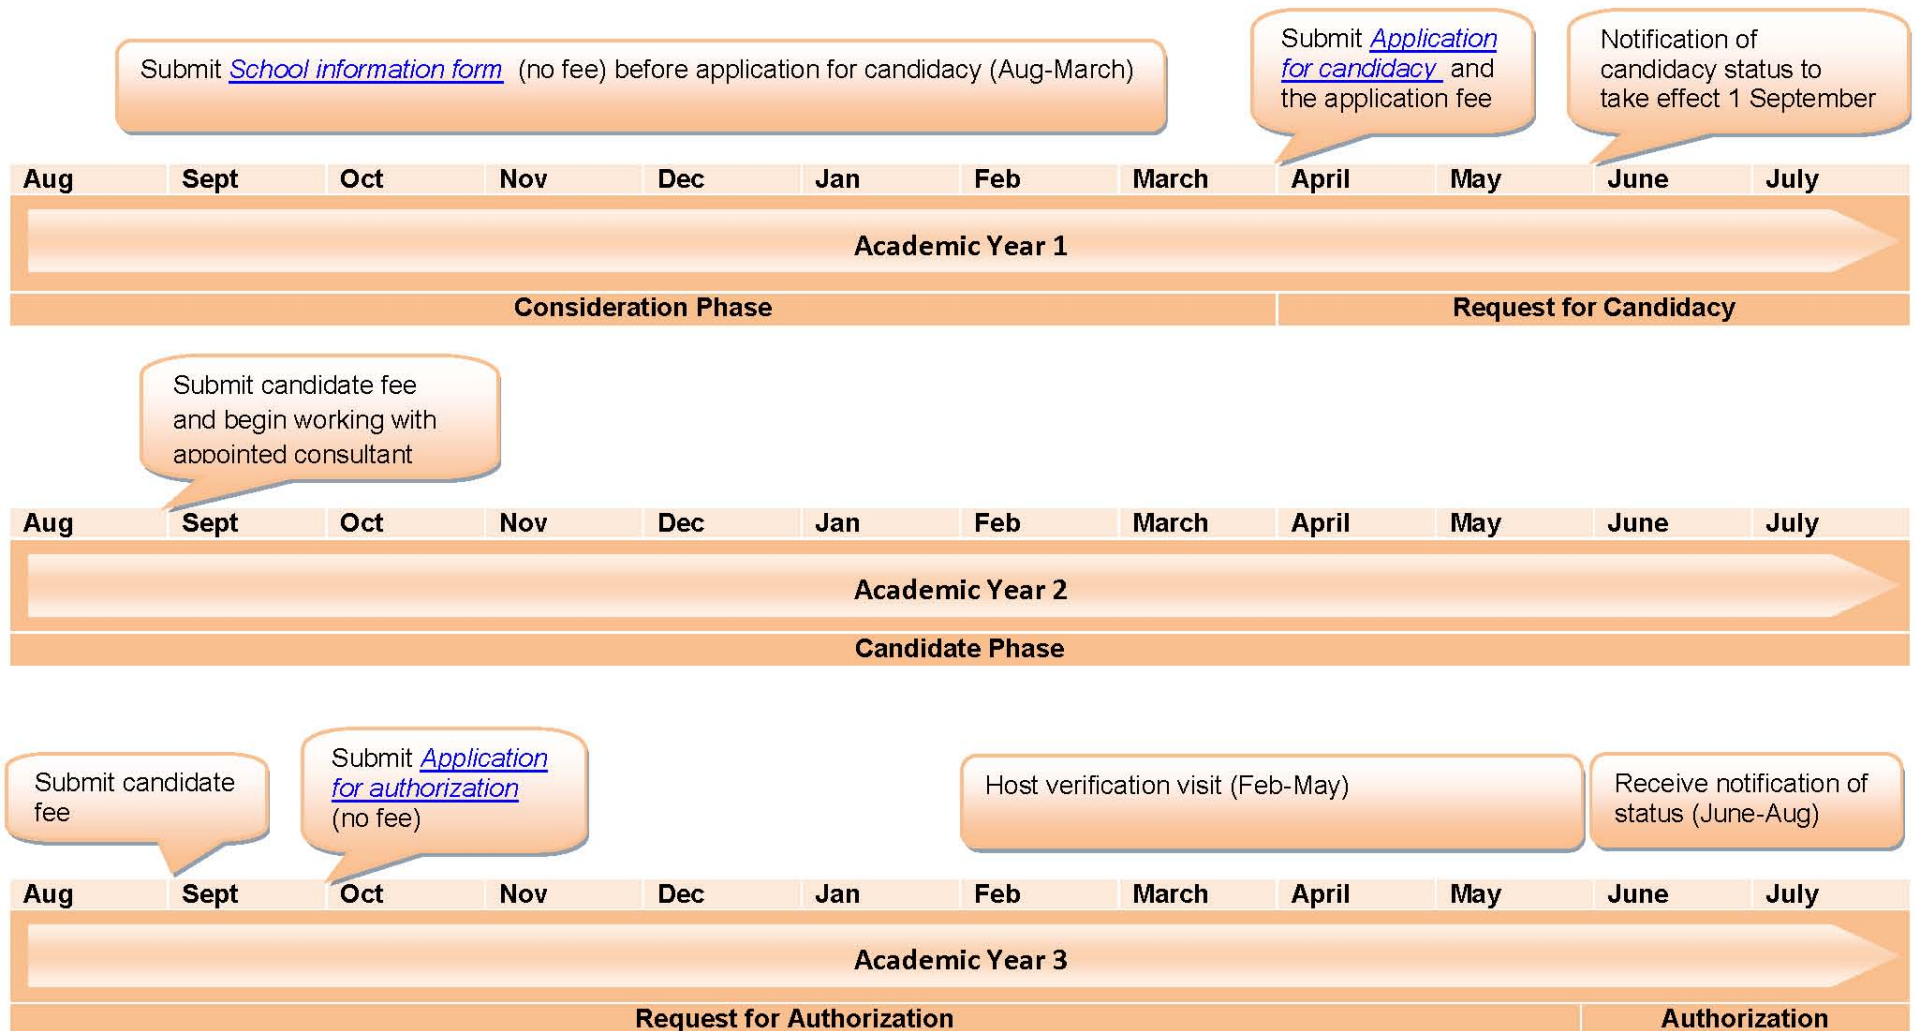 Submit School information form (no fee) before application for candidacy (Aug-March)
Submit Application
for candidacy and
the application fee
Notification of
candidacy status to
take effect 1 September
Aug Sept Oct Nov Dec Jan Feb March April May June July
Academic Year 1
Consideration Phase Request for Candidacy
Submit candidate fee
and begin working with
appointed consultant
Aug Sept Oct Nov Dec Jan Feb March April May June July
Academic Year 2
Candidate Phase
Submit candidate
fee
Submit Application
for authorization
(no fee)
Host verification visit (Feb-May)
Receive notification of
status (June-Aug)
Aug Sept Oct Nov Dec Jan Feb March April May June July
Academic Year 3
Request for Authorization Authorization